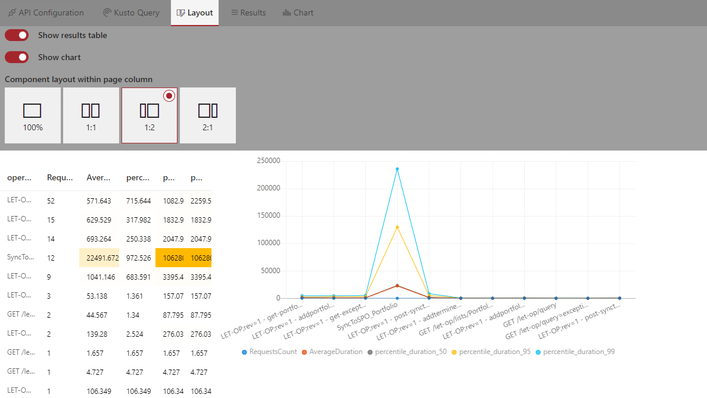 API Configuration Kusto Query Layout Results Chart
Show results table
Show chart
Component layout within page column
100% 1:1 1:2 2:1
oper... Requ... Aver... perc... p... p...
LET-O... 52 571.643 715.644 1082.9 2259.5
LET-O... 15 629.529 317.982 1832.9 1832.9
LET-O... 14 693.264 250.338 2047.9 2047.9
SyncTo... 12 22491.672 972.526 10628 10628
LET-O... 9 1041.146 683.591 3395.4 3395.4
LET-O... 3 53.138 1.361 157.07 157.07
GET /le... 2 44.567 1.34 87.795 87.795
LET-O... 2 139.28 2.524 276.03 276.03
GET /le... 1 1.657 1.657 1.657 1.657
GET /le... 1 4.727 4.727 4.727 4.727
LET-O... 1 106.349 106.349 106.34 106.34
250000
200000
150000
100000
50000
0
LET-OP;rev=1 - get-portfo...
LET-OP;rev=1 - addportfol...
LET-OP;rev=1 - get-except...
SyncToSPO_Portfolio
LET-OP;rev=1 - post-synct...
LET-OP;rev=1 - addtermine...
GET /let-op/lists/Portfol...
LET-OP;rev=1 - addportfol...
GET /let-op/query
GET /let-op/query=excepti...
LET-OP;rev=1 - post-synct...
RequestsCount AverageDuration percentile_duration_50 percentile_duration_95 percentile_duration_99